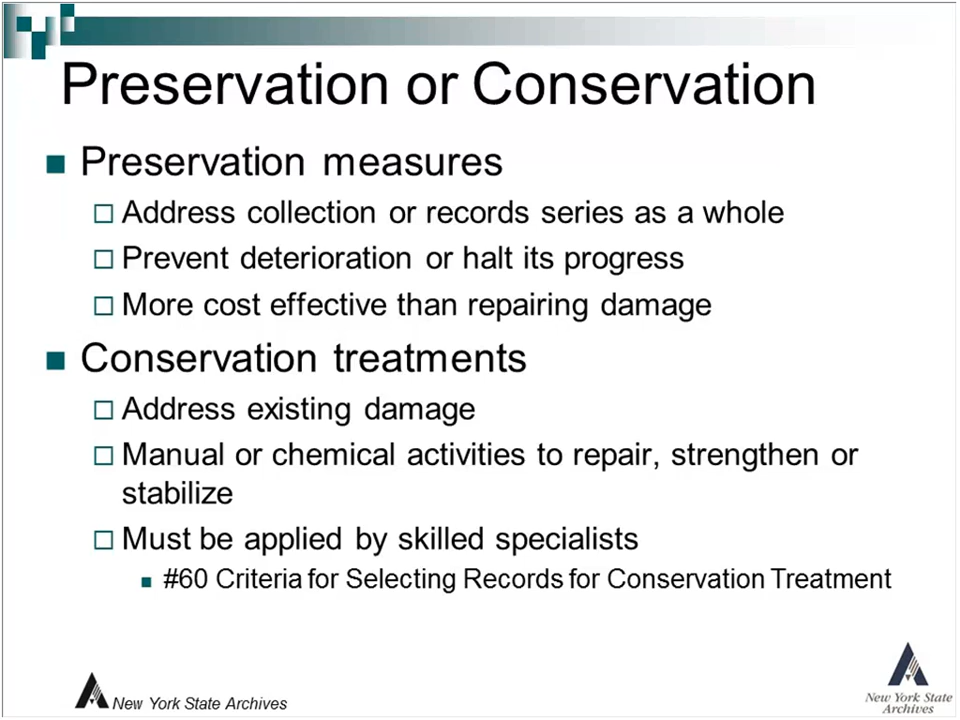 Preservation or Conservation
Preservation measures
Address collection or records series as a whole
Prevent deterioration or halt its progress
More cost effective than repairing damage
Conservation treatments
Address existing damage
Manual or chemical activities to repair, strengthen or
stabilize
Must be applied by skilled specialists
#60 Criteria for Selecting Records for Conservation Treatment
New York State Archives
New York State
Archives